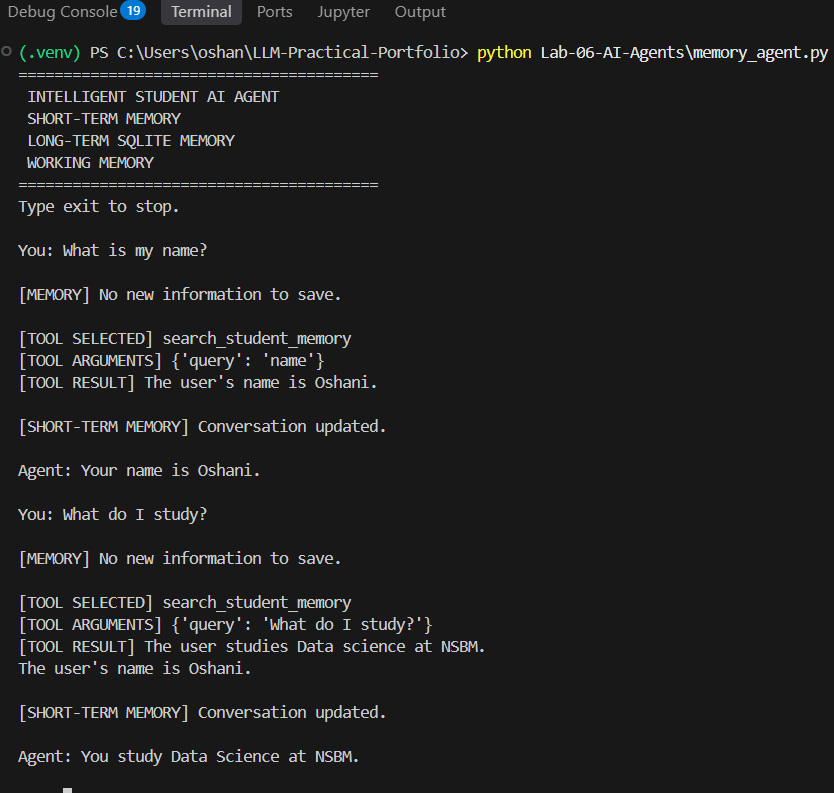 Debug Console 19 Terminal Ports Jupyter Output
(.venv) PS C:\Users\oshan\LLM-Practical-Portfolio> python Lab-06-AI-Agents\memory_agent.py
========================================
INTELLIGENT STUDENT AI AGENT
SHORT-TERM MEMORY
LONG-TERM SQLITE MEMORY
WORKING MEMORY
========================================
Type exit to stop.
You: What is my name?
[MEMORY] No new information to save.
[TOOL SELECTED] search_student_memory
[TOOL ARGUMENTS] {'query': 'name'}
[TOOL RESULT] The user's name is Oshani.
[SHORT-TERM MEMORY] Conversation updated.
Agent: Your name is Oshani.
You: What do I study?
[MEMORY] No new information to save.
[TOOL SELECTED] search_student_memory
[TOOL ARGUMENTS] {'query': 'What do I study?'}
[TOOL RESULT] The user studies Data science at NSBM.
The user's name is Oshani.
[SHORT-TERM MEMORY] Conversation updated.
Agent: You study Data Science at NSBM.